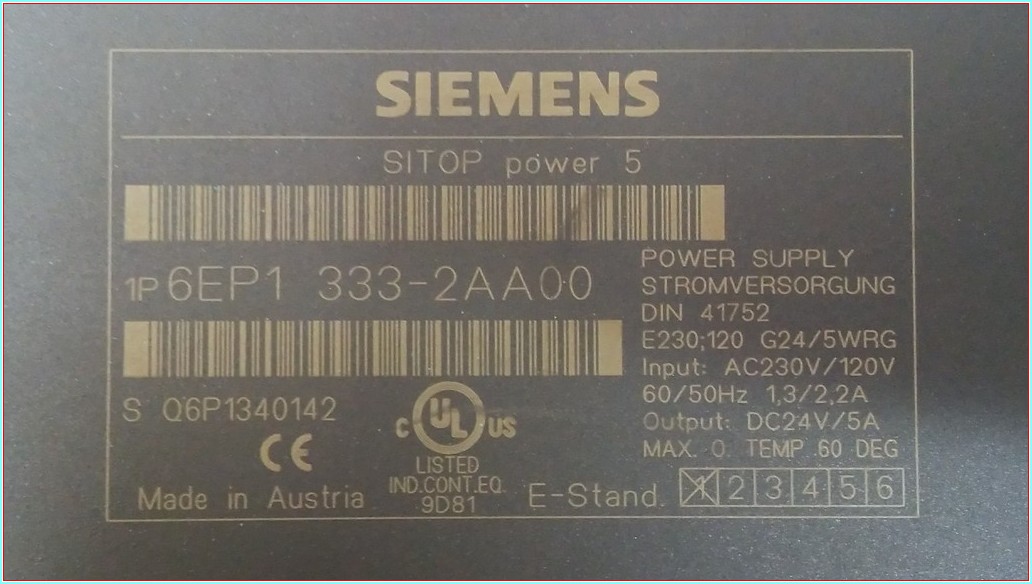 SIEMENS
SITOP power 5
1P 6EP1 333-2AA00
S Q6P1340142
POWER SUPPLY
STROMVERSORGUNG
DIN 41752
E230;120 G24/5WRG
Input: AC230V/120V
60/50Hz 1,3/2,2A
Output: DC24V/5A
MAX. O. TEMP .60 DEG
CE
c UL US
LISTED
IND.CONT.EQ.
9D81
Made in Austria
E-Stand. 1 2 3 4 5 6